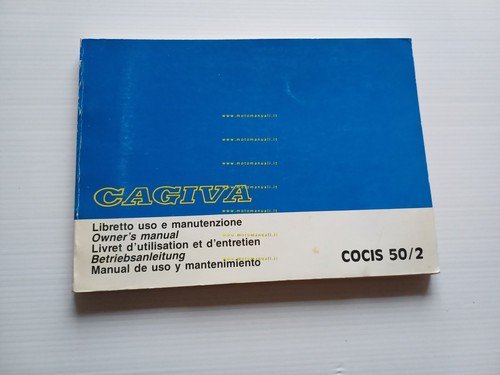 www.motomanuali.it
www.motomanuali.it
www.motomanuali.it
www.motomanuali.it
CAGIVA
www.motomanuali.it
Libretto uso e manutenzione
Owner's manual
Livret d'utilisation et d'entretien
Betriebsanleitung
Manual de uso y mantenimiento
COCIS 50/2